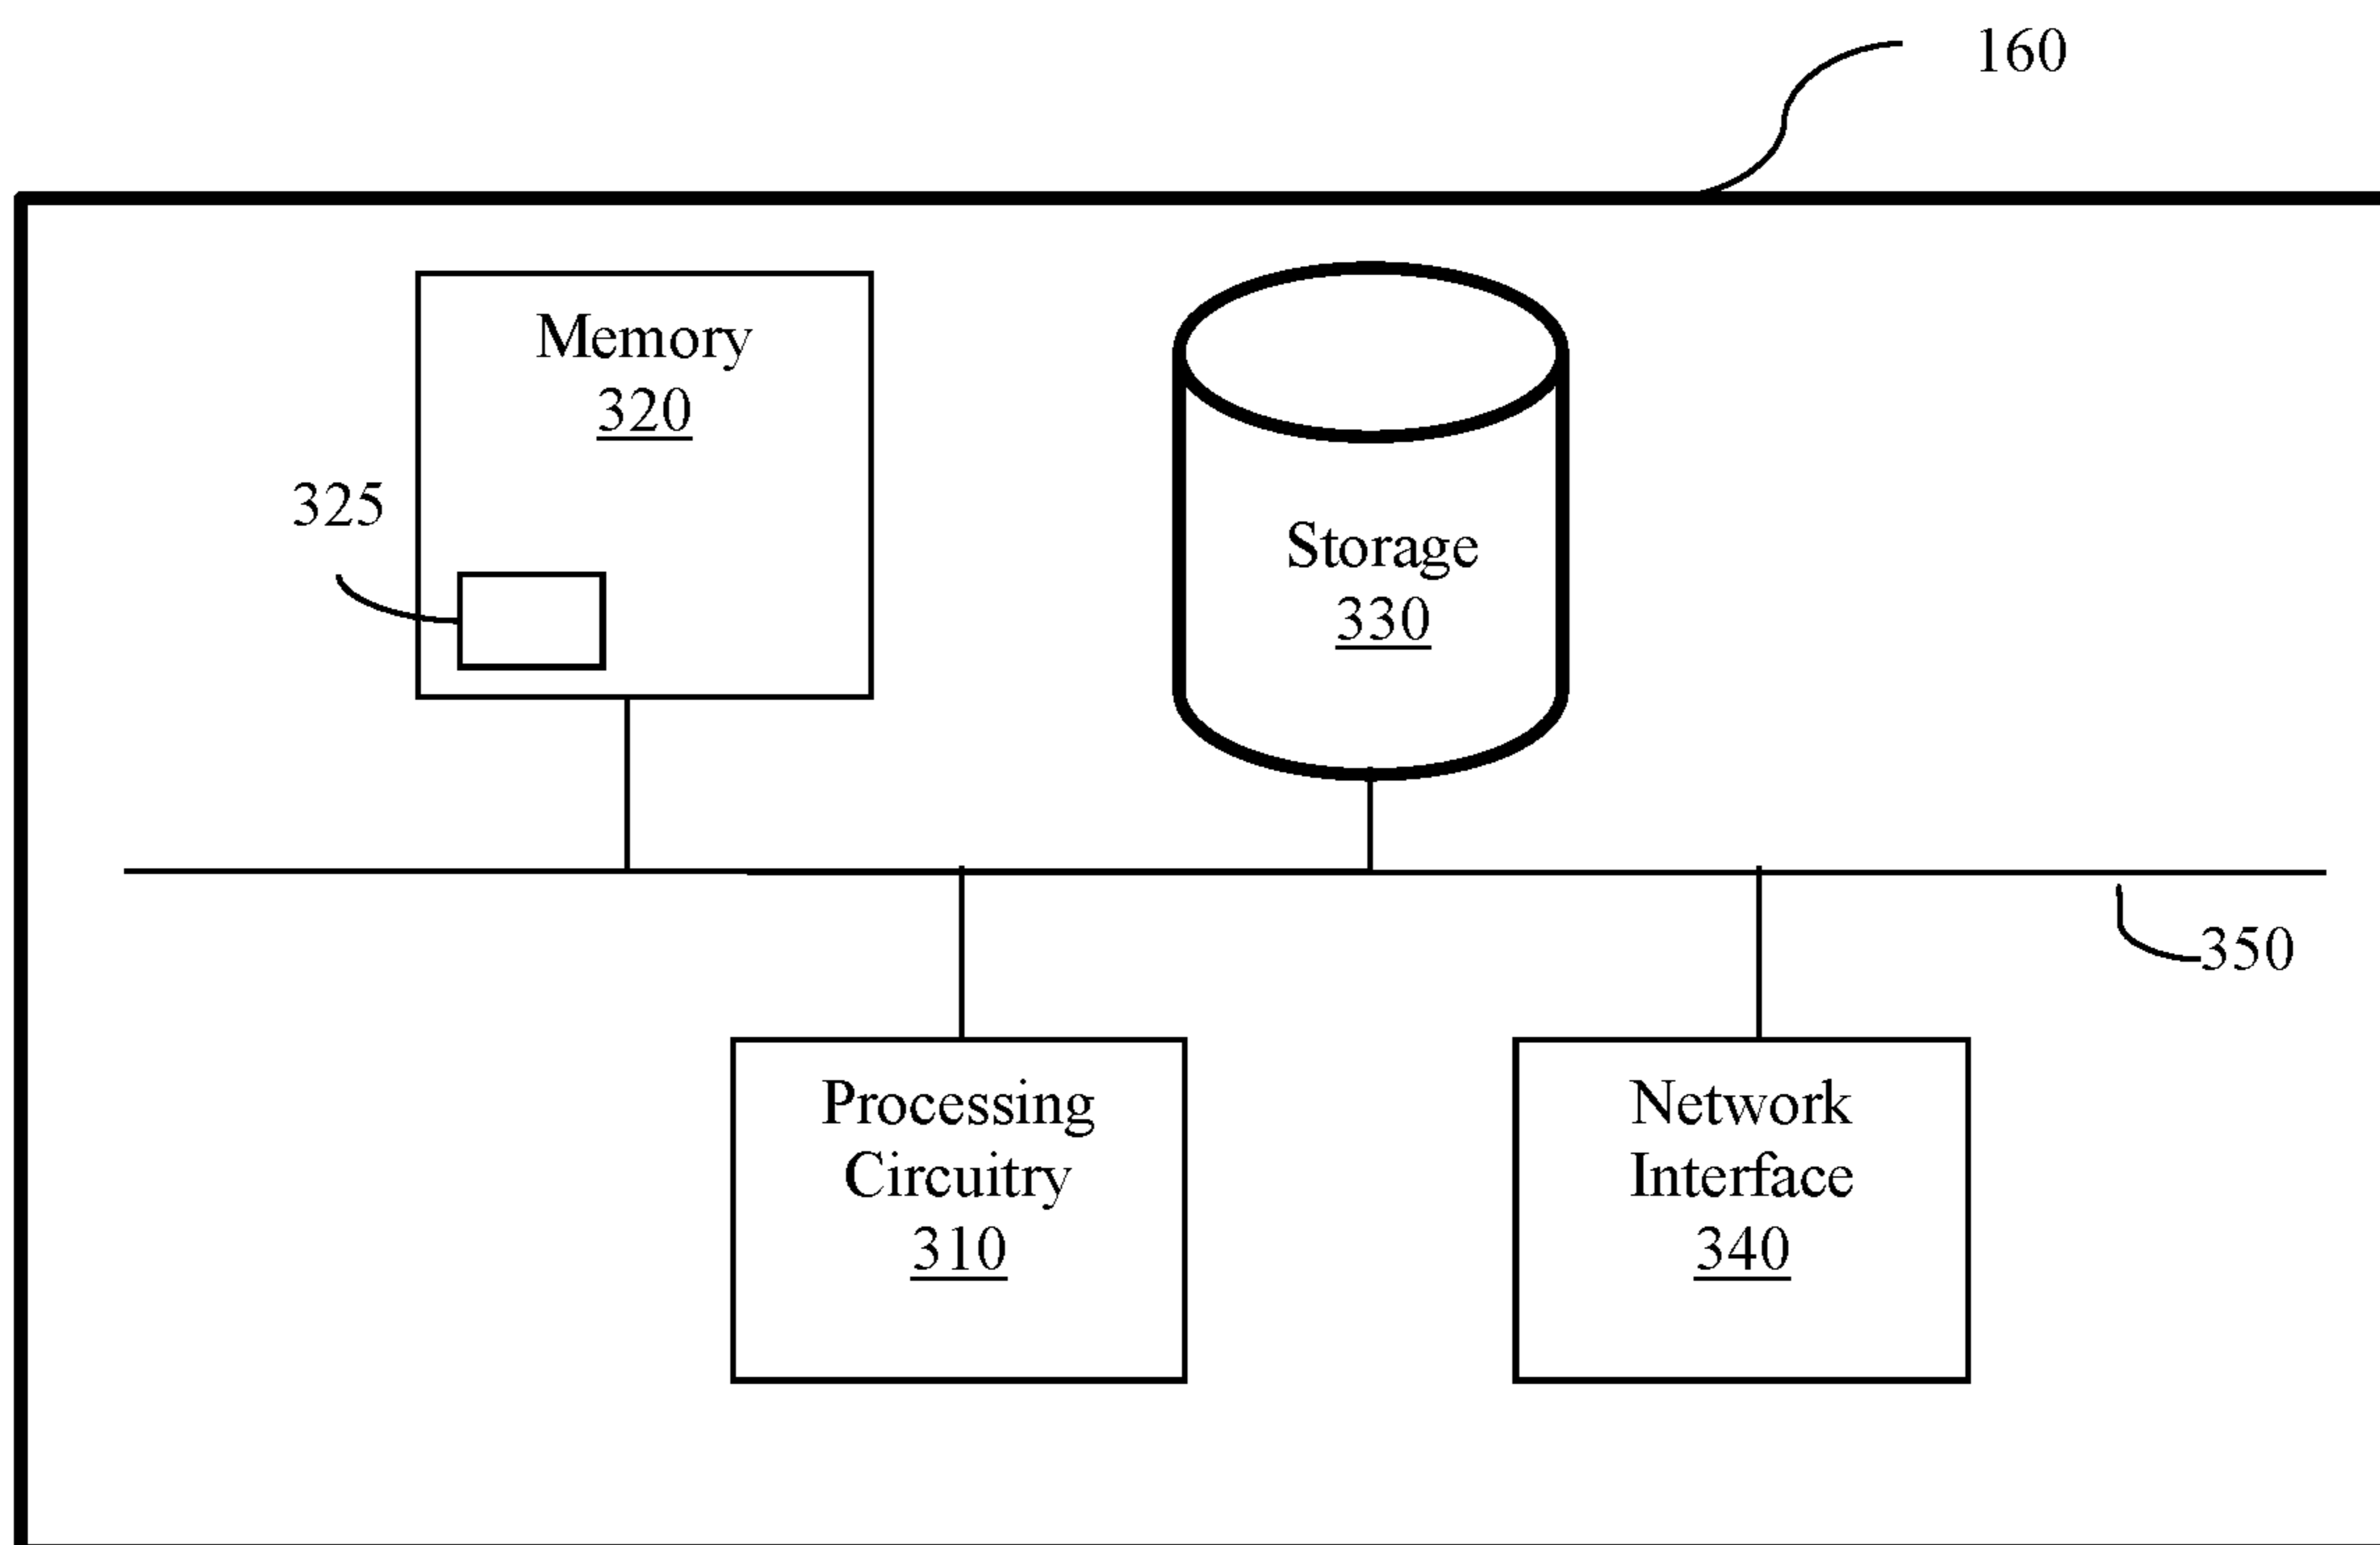 160
Memory
320
325
Storage
330
350
Processing
Circuitry
310
Network
Interface
340